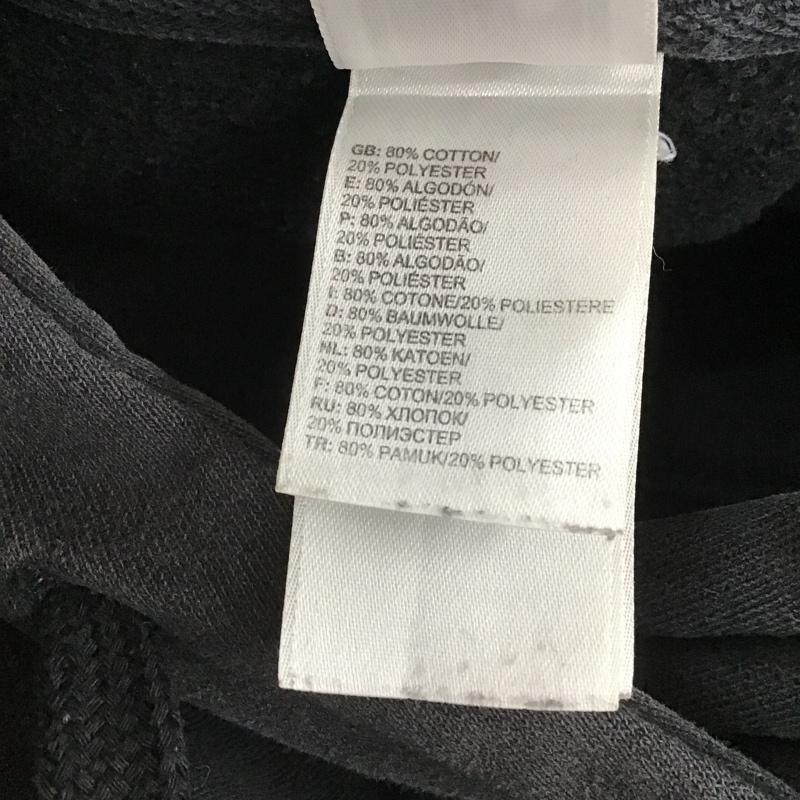 GB: 80% COTTON/
20% POLYESTER
E: 80% ALGODÓN/
20% POLIÉSTER
P: 80% ALGODÃO/
20% POLIÉSTER
B: 80% ALGODÃO/
20% POLIÉSTER
I: 80% COTONE/20% POLIESTERE
D: 80% BAUMWOLLE/
20% POLYESTER
NL: 80% KATOEN/
20% POLYESTER
F: 80% COTON/20% POLYESTER
RU: 80% ХЛОПОК/
20% ПОЛИЭСТЕР
TR: 80% PAMUK/20% POLYESTER